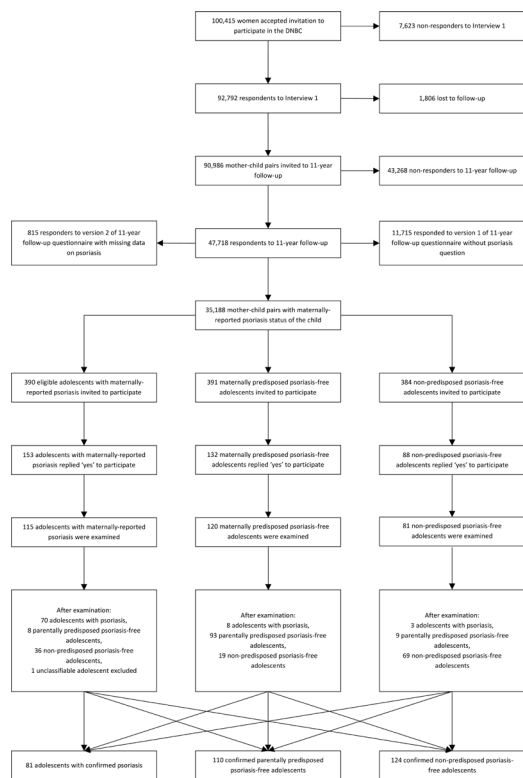 100,415 women accepted invitation to
participate in the DNBC
7,623 non-responders to Interview 1
92,792 respondents to Interview 1
1,806 lost to follow-up
90,986 mother-child pairs invited to 11-year
follow-up
43,268 non-responders to 11-year follow-up
815 responders to version 2 of 11-year
follow-up questionnaire with missing data
on psoriasis
47,718 respondents to 11-year follow-up
11,715 responded to version 1 of 11-year
follow-up questionnaire without psoriasis
question
35,188 mother-child pairs with maternally-
reported psoriasis status of the child
390 eligible adolescents with maternally-
reported psoriasis invited to participate
391 maternally predisposed psoriasis-free
adolescents invited to participate
384 non-predisposed psoriasis-free
adolescents invited to participate
153 adolescents with maternally-reported
psoriasis replied 'yes' to participate
132 maternally predisposed psoriasis-free
adolescents replied 'yes' to participate
88 non-predisposed psoriasis-free
adolescents replied 'yes' to participate
115 adolescents with maternally-reported
psoriasis were examined
120 maternally predisposed psoriasis-free
adolescents were examined
81 non-predisposed psoriasis-free
adolescents were examined
After examination:
70 adolescents with psoriasis,
8 parentally predisposed psoriasis-free
adolescents,
36 non-predisposed psoriasis-free
adolescents,
1 unclassifiable adolescent excluded
After examination:
8 adolescents with psoriasis,
93 parentally predisposed psoriasis-free
adolescents,
19 non-predisposed psoriasis-free
adolescents
After examination:
3 adolescents with psoriasis,
9 parentally predisposed psoriasis-free
adolescents,
69 non-predisposed psoriasis-free
adolescents
81 adolescents with confirmed psoriasis
110 confirmed parentally predisposed
psoriasis-free adolescents
124 confirmed non-predisposed psoriasis-
free adolescents